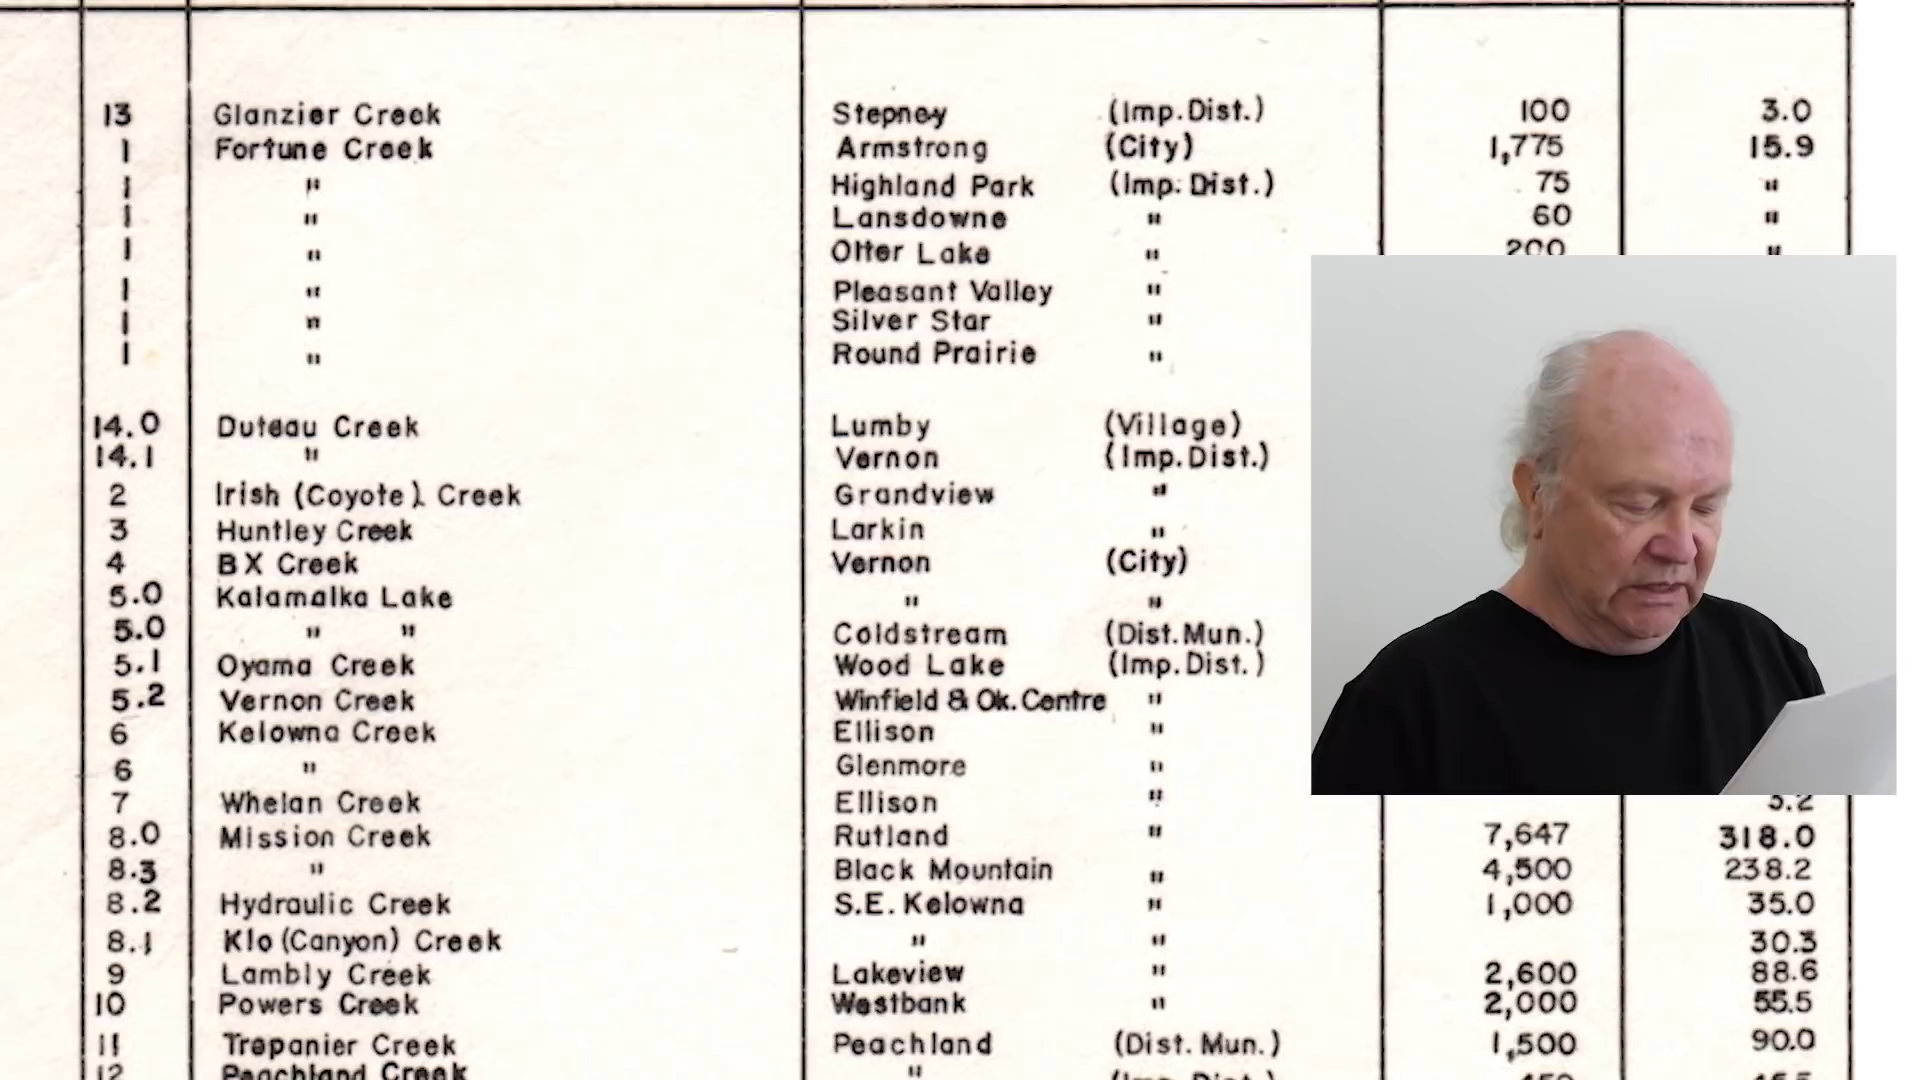 13 Glanzier Creek Stepney (Imp. Dist.) 100 3.0
1 Fortune Creek Armstrong (City) 1,775 15.9
1 " Highland Park (Imp. Dist.) 75 "
1 " Lansdowne " 60 "
1 " Otter Lake " 200 "
1 " Pleasant Valley "
1 " Silver Star "
1 " Round Prairie "
14.0 Duteau Creek Lumby (Village)
14.1 " Vernon (Imp. Dist.)
2 Irish (Coyote) Creek Grandview "
3 Huntley Creek Larkin "
4 BX Creek Vernon (City)
5.0 Kalamalka Lake " "
5.0 " " Coldstream (Dist. Mun.)
5.1 Oyama Creek Wood Lake (Imp. Dist.)
5.2 Vernon Creek Winfield & Ok. Centre "
6 Kelowna Creek Ellison "
6 " Glenmore "
7 Whelan Creek Ellison " 3.2
8.0 Mission Creek Rutland " 7,647 318.0
8.3 " Black Mountain " 4,500 238.2
8.2 Hydraulic Creek S.E. Kelowna " 1,000 35.0
8.1 Klo (Canyon) Creek " " 30.3
9 Lambly Creek Lakeview " 2,600 88.6
10 Powers Creek Westbank " 2,000 55.5
11 Trepanier Creek Peachland (Dist. Mun.) 1,500 90.0
12 Peachland Creek " (Imp. Dist.)